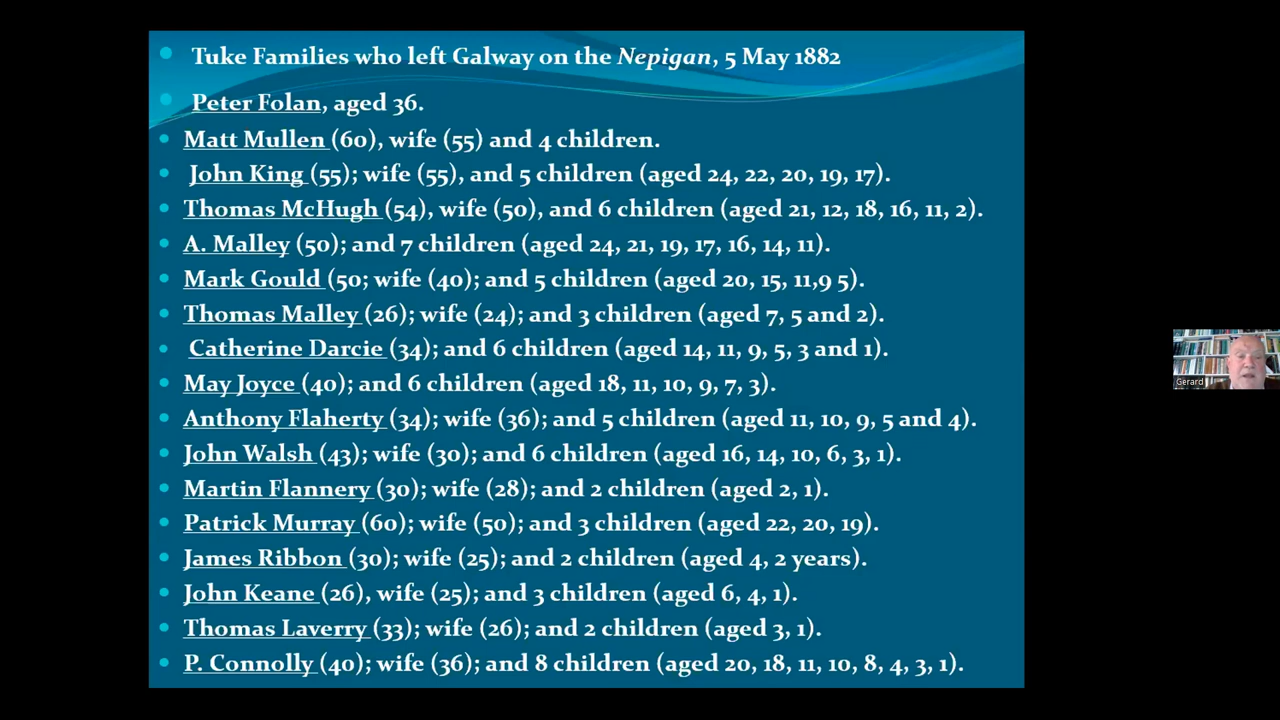 Tuke Families who left Galway on the Nepigan, 5 May 1882
Peter Folan, aged 36.
Matt Mullen (60), wife (55) and 4 children.
John King (55); wife (55), and 5 children (aged 24, 22, 20, 19, 17).
Thomas McHugh (54), wife (50), and 6 children (aged 21, 12, 18, 16, 11, 2).
A. Malley (50); and 7 children (aged 24, 21, 19, 17, 16, 14, 11).
Mark Gould (50; wife (40); and 5 children (aged 20, 15, 11,9 5).
Thomas Malley (26); wife (24); and 3 children (aged 7, 5 and 2).
Catherine Darcie (34); and 6 children (aged 14, 11, 9, 5, 3 and 1).
May Joyce (40); and 6 children (aged 18, 11, 10, 9, 7, 3).
Anthony Flaherty (34); wife (36); and 5 children (aged 11, 10, 9, 5 and 4).
John Walsh (43); wife (30); and 6 children (aged 16, 14, 10, 6, 3, 1).
Martin Flannery (30); wife (28); and 2 children (aged 2, 1).
Patrick Murray (60); wife (50); and 3 children (aged 22, 20, 19).
James Ribbon (30); wife (25); and 2 children (aged 4, 2 years).
John Keane (26), wife (25); and 3 children (aged 6, 4, 1).
Thomas Laverry (33); wife (26); and 2 children (aged 3, 1).
P. Connolly (40); wife (36); and 8 children (aged 20, 18, 11, 10, 8, 4, 3, 1).
Gerard